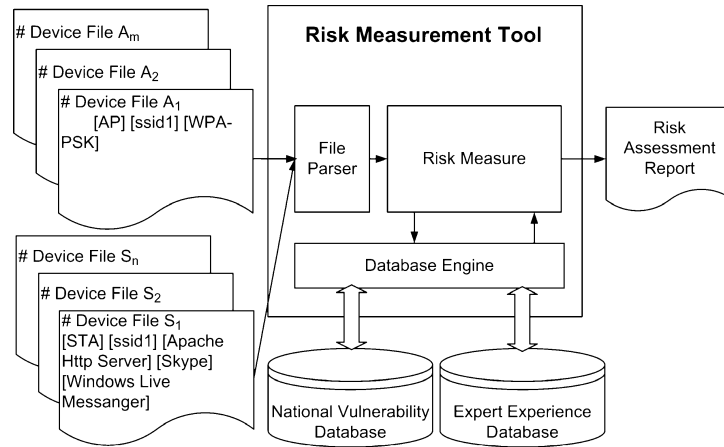 # Device File Am
# Device File A2
# Device File A1
[AP] [ssid1] [WPA-
PSK]
# Device File Sn
# Device File S2
# Device File S1
[STA] [ssid1] [Apache
Http Server] [Skype]
[Windows Live
Messanger]
Risk Measurement Tool
File
Parser
Risk Measure
Database Engine
Risk
Assessment
Report
National Vulnerability
Database
Expert Experience
Database